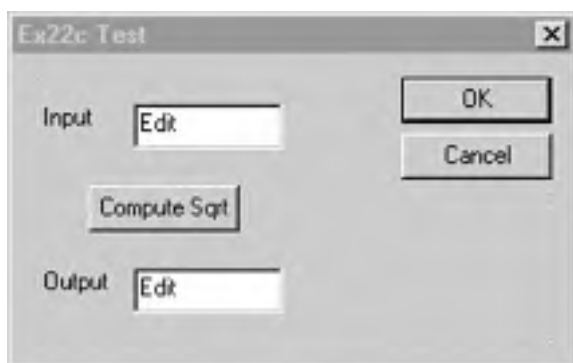 Ex22c Test
Input
Edit
OK
Cancel
Compute Sqrt
Output
Edit